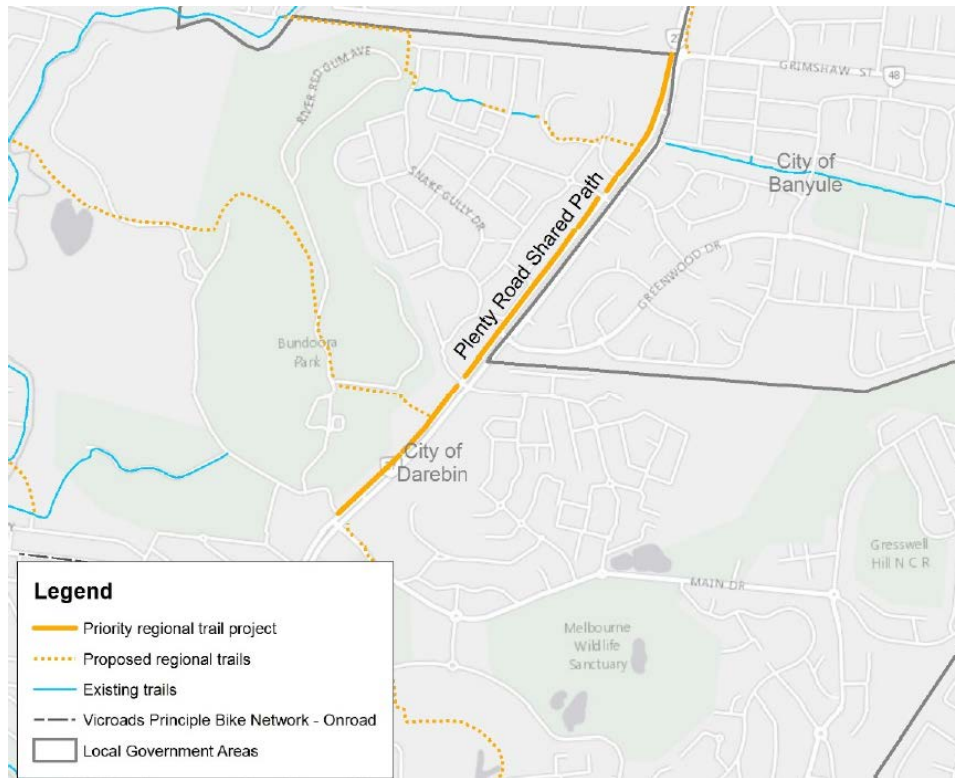 2
GRIMSHAW ST
48
RIVER RED GUM AVE
City of
Banyule
SNAKE GULLY DR
Plenty Road Shared Path
GREENWOOD DR
Bundoora
Park
City of
Darebin
Gresswell
Hill N C R
MAIN DR
Melbourne
Wildlife
Sanctuary
Legend
Priority regional trail project
Proposed regional trails
Existing trails
Vicroads Principle Bike Network - Onroad
Local Government Areas